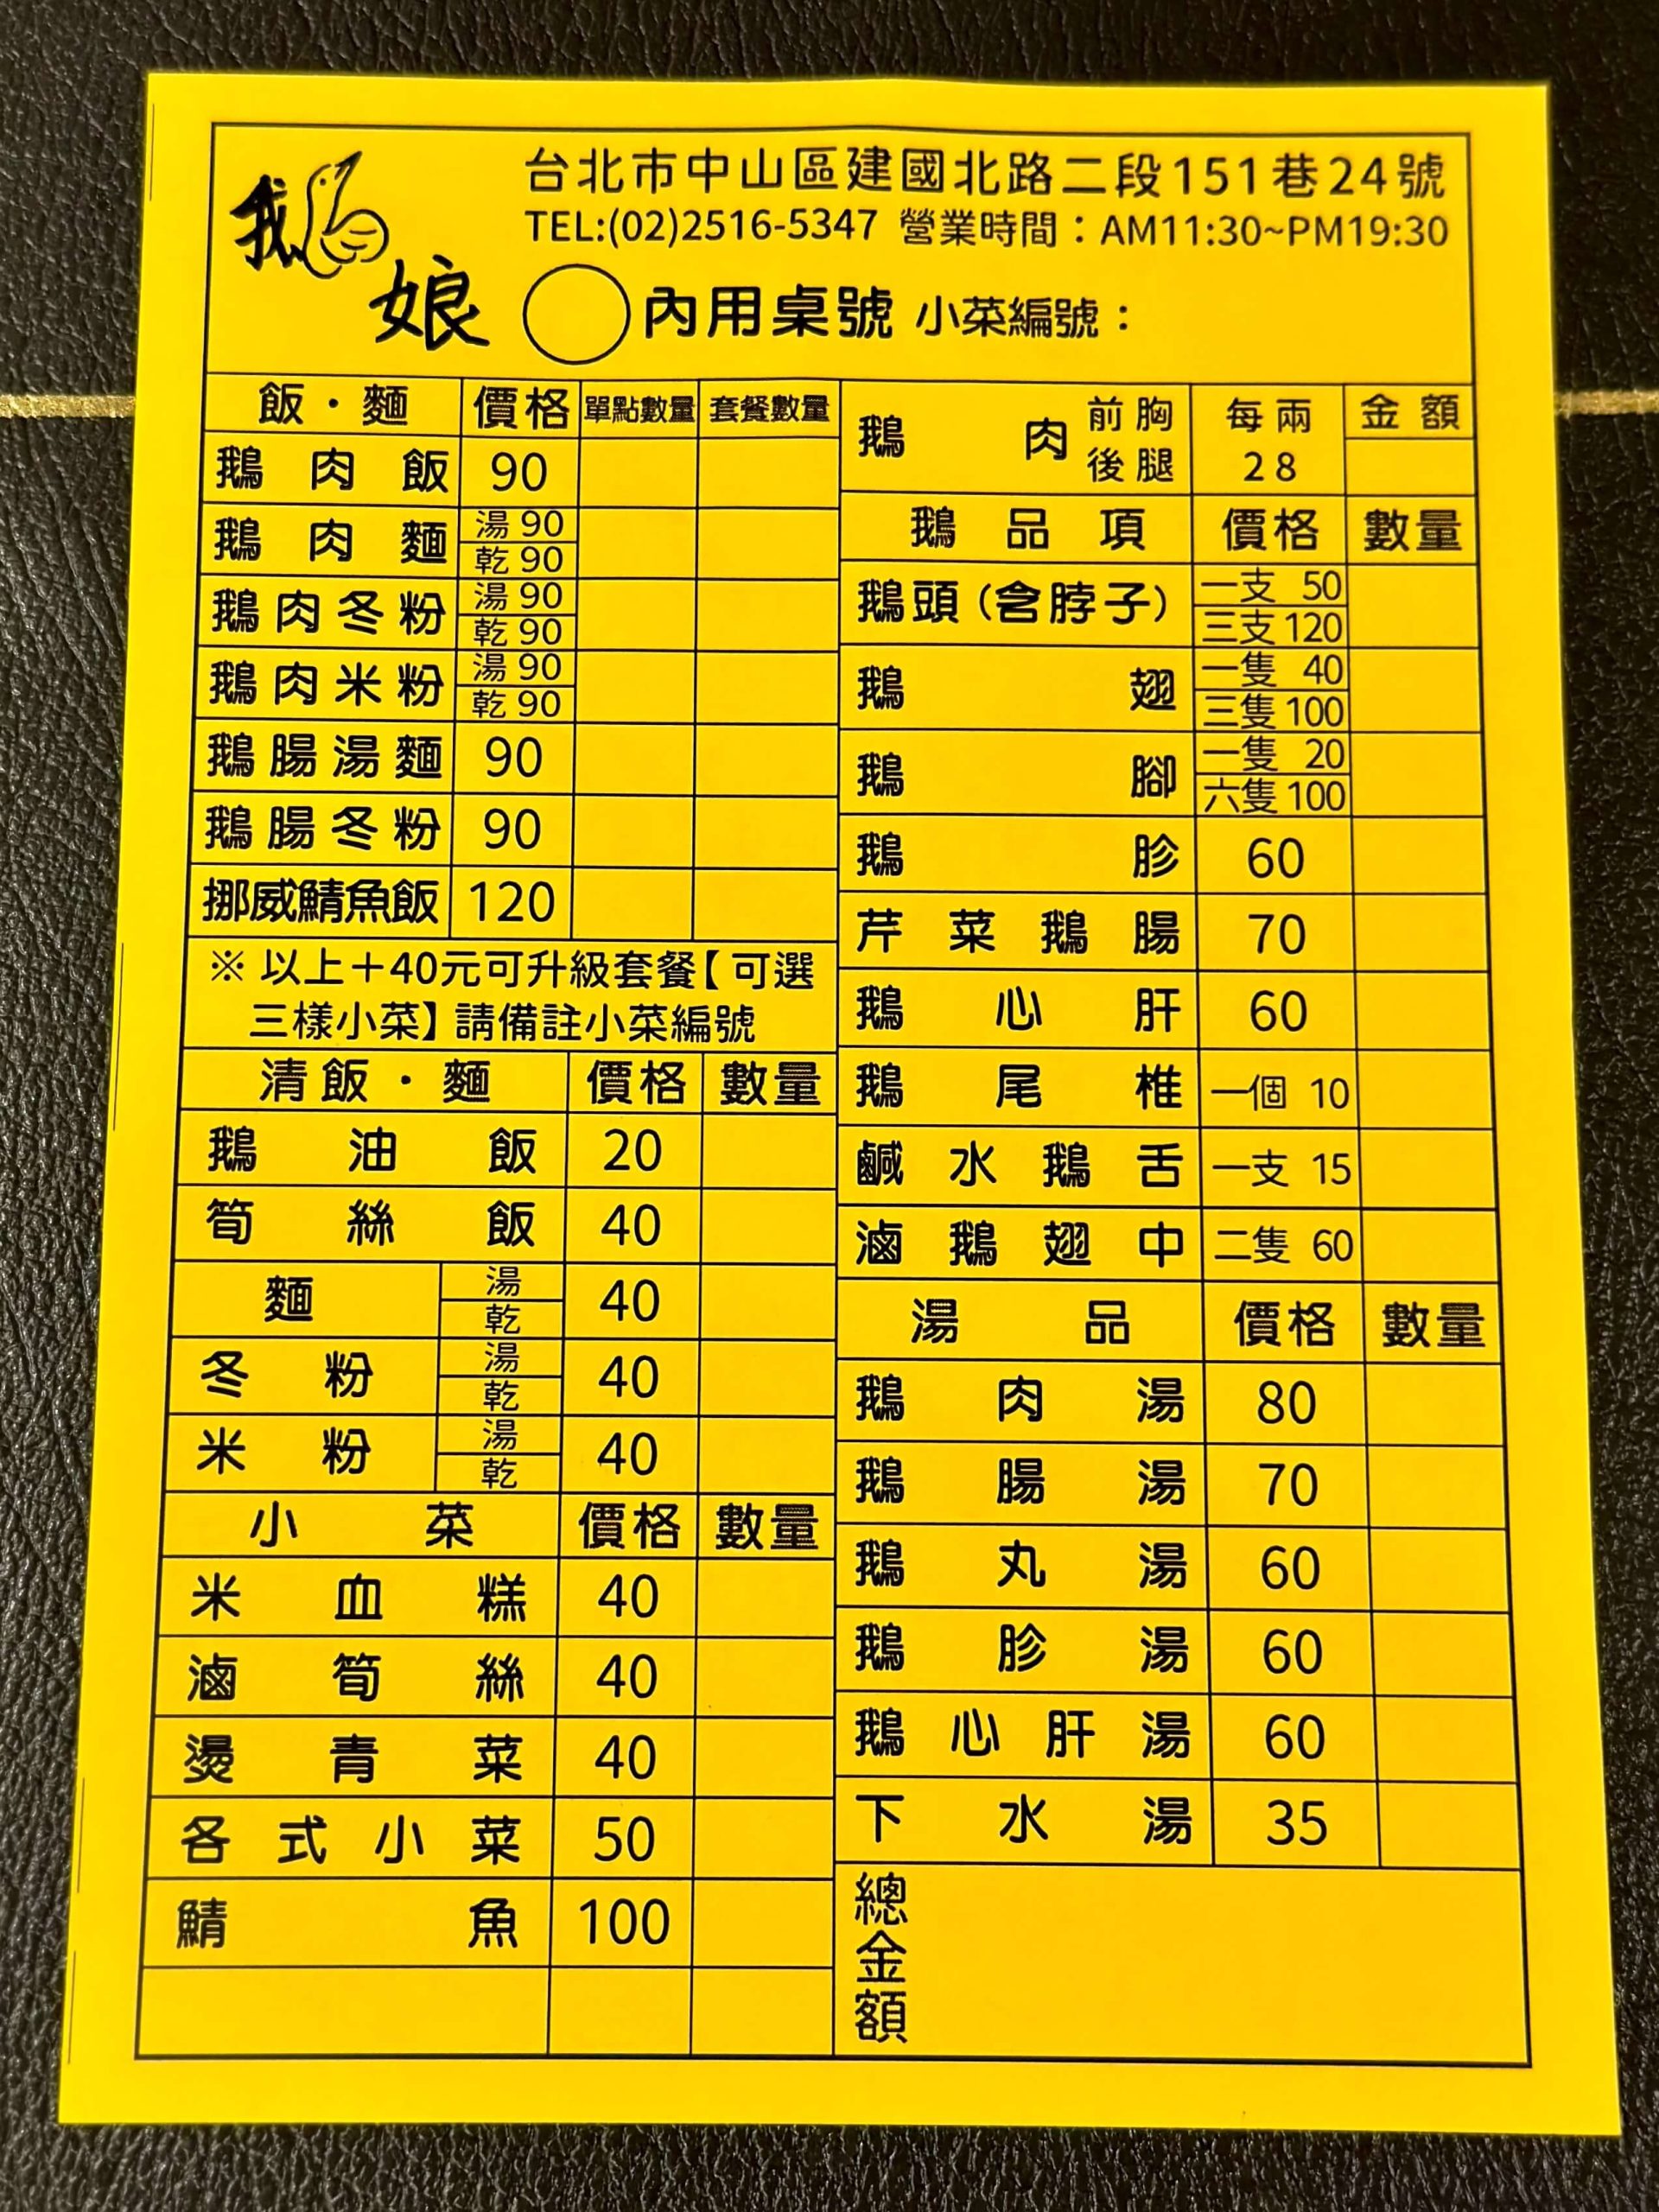 鵝娘
台北市中山區建國北路二段151巷24號
TEL:(02)2516-5347 營業時間：AM11:30~PM19:30
內用桌號 小菜編號：
飯・麵 價格 單點數量 套餐數量
鵝肉飯 90
鵝肉麵 湯 90
乾 90
鵝肉冬粉 湯 90
乾 90
鵝肉米粉 湯 90
乾 90
鵝腸湯麵 90
鵝腸冬粉 90
挪威鯖魚飯 120
※ 以上＋40元可升級套餐【可選
三樣小菜】請備註小菜編號
清飯・麵 價格 數量
鵝油飯 20
筍絲飯 40
麵 湯 乾 40
冬粉 湯 乾 40
米粉 湯 乾 40
小菜 價格 數量
米血糕 40
滷筍絲 40
燙青菜 40
各式小菜 50
鯖魚 100
鵝肉 前胸 每兩 金額
後腿 28
鵝品項 價格 數量
鵝頭(含脖子) 一支 50
三支 120
鵝翅 一隻 40
三隻 100
鵝腳 一隻 20
六隻 100
鵝胗 60
芹菜鵝腸 70
鵝心肝 60
鵝尾椎 一個 10
鹹水鵝舌 一支 15
滷鵝翅中 二隻 60
湯品 價格 數量
鵝肉湯 80
鵝腸湯 70
鵝丸湯 60
鵝胗湯 60
鵝心肝湯 60
下水湯 35
總金額